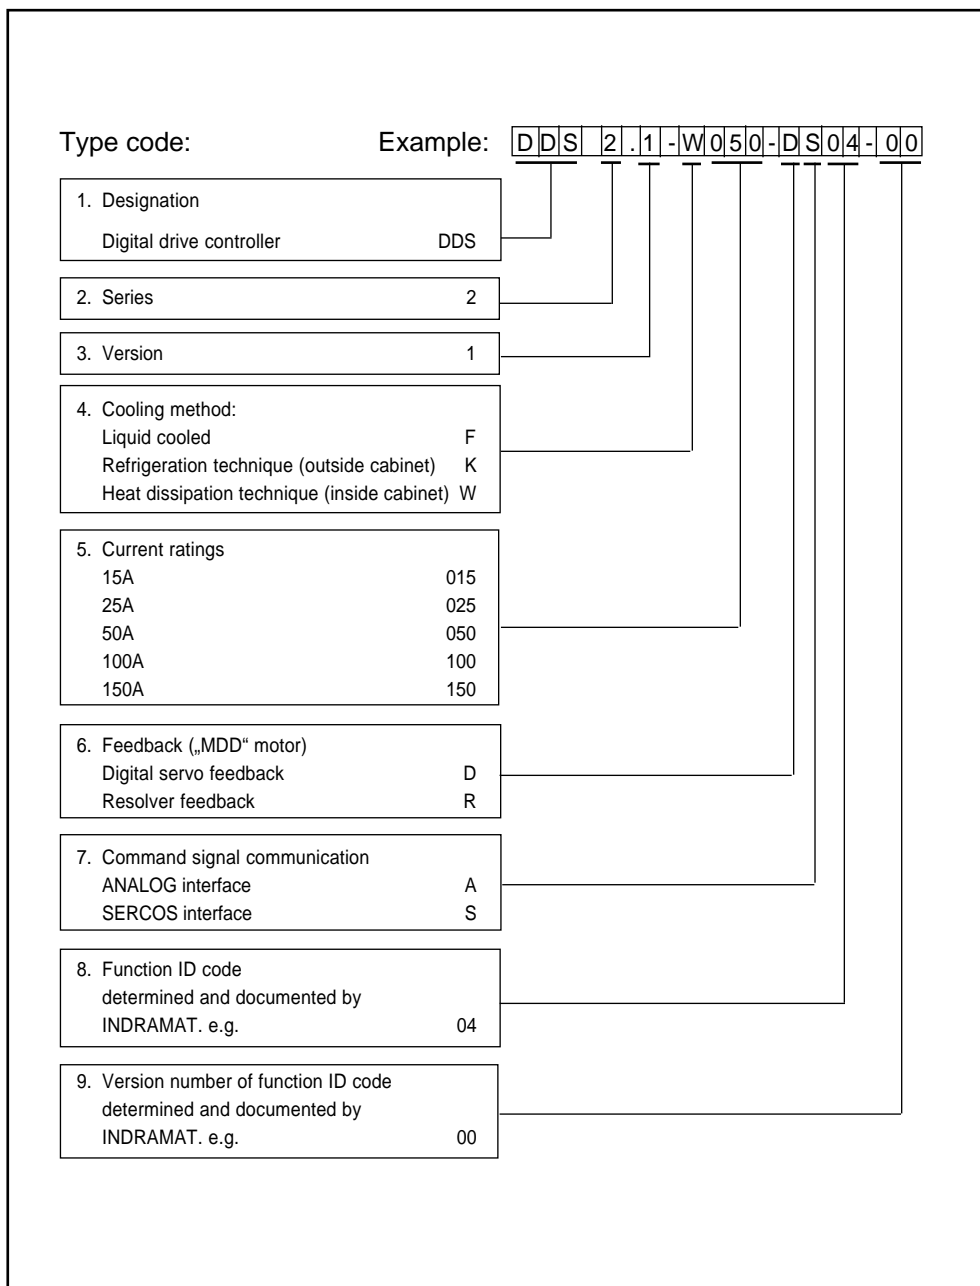 Type code: Example: DDS 2.1-W050-DS04-00
1. Designation
Digital drive controller DDS
2. Series 2
3. Version 1
4. Cooling method:
Liquid cooled F
Refrigeration technique (outside cabinet) K
Heat dissipation technique (inside cabinet) W
5. Current ratings
15A 015
25A 025
50A 050
100A 100
150A 150
6. Feedback („MDD“ motor)
Digital servo feedback D
Resolver feedback R
7. Command signal communication
ANALOG interface A
SERCOS interface S
8. Function ID code
determined and documented by
INDRAMAT. e.g. 04
9. Version number of function ID code
determined and documented by
INDRAMAT. e.g. 00